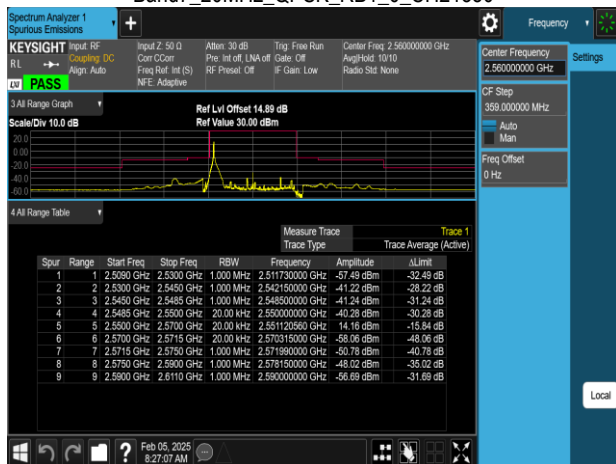 Spectrum Analyzer 1
Spurious Emissions
Frequency
KEYSIGHT
RL
PASS
Input: RF
Coupling: DC
Align: Auto
Input Z: 50 Ω
Corr CCorr
Freq Ref: Int (S)
NFE: Adaptive
Atten: 30 dB
Pre: Int off, LNA off
RF Preset: Off
Trig: Free Run
Gate: Off
IF Gain: Low
Center Freq: 2.560000000 GHz
Avg|Hold: 10/10
Radio Std: None
Center Frequency
2.560000000 GHz
Settings
CF Step
359.000000 MHz
Auto
Man
Freq Offset
0 Hz
Local
3 All Range Graph
Scale/Div 10.0 dB
Ref Lvl Offset 14.89 dB
Ref Value 30.00 dBm
20.0
0.00
-20.0
-40.0
-60.0
4 All Range Table
Measure Trace Trace 1
Trace Type Trace Average (Active)
Spur Range Start Freq Stop Freq RBW Frequency Amplitude ΔLimit
1 1 2.5090 GHz 2.5300 GHz 1.000 MHz 2.511730000 GHz -57.49 dBm -32.49 dB
2 2 2.5300 GHz 2.5450 GHz 1.000 MHz 2.542150000 GHz -41.22 dBm -28.22 dB
3 3 2.5450 GHz 2.5485 GHz 1.000 MHz 2.548500000 GHz -41.24 dBm -31.24 dB
4 4 2.5485 GHz 2.5500 GHz 20.00 kHz 2.550000000 GHz -40.28 dBm -30.28 dB
5 5 2.5500 GHz 2.5700 GHz 20.00 kHz 2.551120560 GHz 14.16 dBm -15.84 dB
6 6 2.5700 GHz 2.5715 GHz 20.00 kHz 2.570315000 GHz -58.06 dBm -48.06 dB
7 7 2.5715 GHz 2.5750 GHz 1.000 MHz 2.571990000 GHz -50.78 dBm -40.78 dB
8 8 2.5750 GHz 2.5900 GHz 1.000 MHz 2.578150000 GHz -48.02 dBm -35.02 dB
9 9 2.5900 GHz 2.6110 GHz 1.000 MHz 2.590000000 GHz -56.69 dBm -31.69 dB
Feb 05, 2025
8:27:07 AM